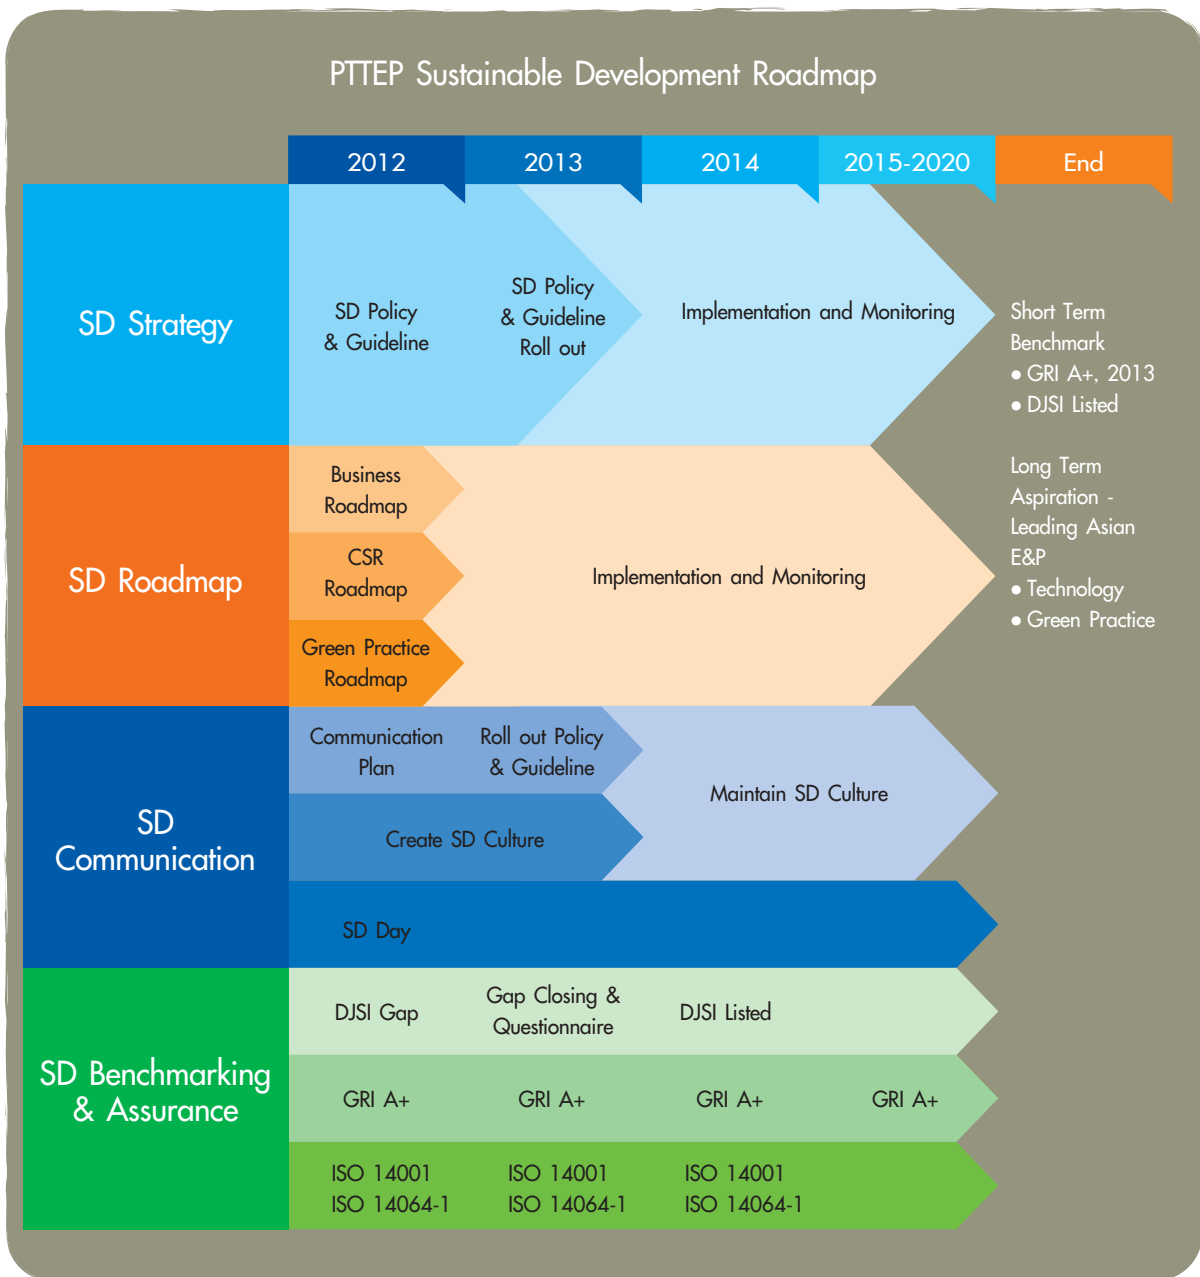 PTTEP Sustainable Development Roadmap
2012
2013
2014
2015-2020
End
SD Strategy
SD Policy
& Guideline
SD Policy
& Guideline
Roll out
Implementation and Monitoring
Short Term
Benchmark
● GRI A+, 2013
● DJSI Listed
Long Term
Aspiration -
Leading Asian
E&P
● Technology
● Green Practice
SD Roadmap
Business
Roadmap
CSR
Roadmap
Green Practice
Roadmap
Implementation and Monitoring
SD
Communication
Communication
Plan
Roll out Policy
& Guideline
Create SD Culture
Maintain SD Culture
SD Day
SD Benchmarking
& Assurance
DJSI Gap
Gap Closing &
Questionnaire
DJSI Listed
GRI A+
GRI A+
GRI A+
GRI A+
ISO 14001
ISO 14064-1
ISO 14001
ISO 14064-1
ISO 14001
ISO 14064-1